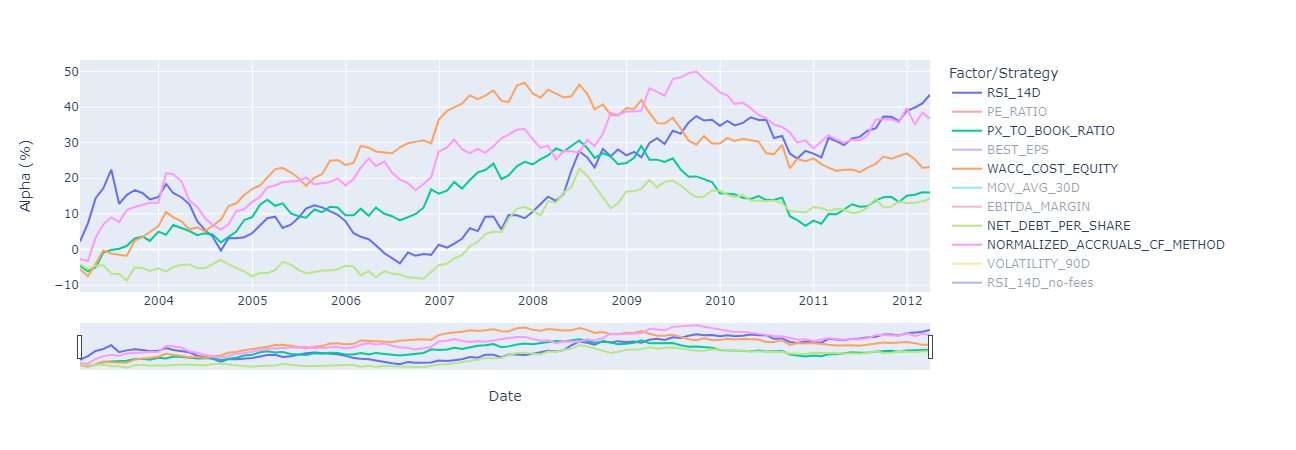 Factor/Strategy
RSI_14D
PE_RATIO
PX_TO_BOOK_RATIO
BEST_EPS
WACC_COST_EQUITY
MOV_AVG_30D
EBITDA_MARGIN
NET_DEBT_PER_SHARE
NORMALIZED_ACCRUALS_CF_METHOD
VOLATILITY_90D
RSI_14D_no-fees
Alpha (%)
50
40
30
20
10
0
−10
2004 2005 2006 2007 2008 2009 2010 2011 2012
Date